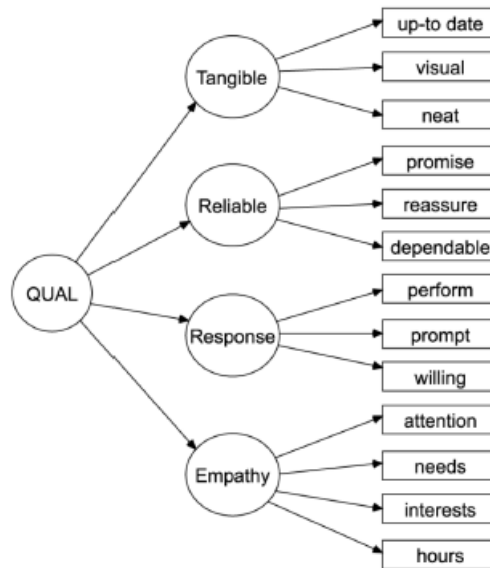 up-to date
visual
neat
Tangible
promise
reassure
dependable
Reliable
QUAL
perform
prompt
willing
Response
attention
needs
interests
hours
Empathy